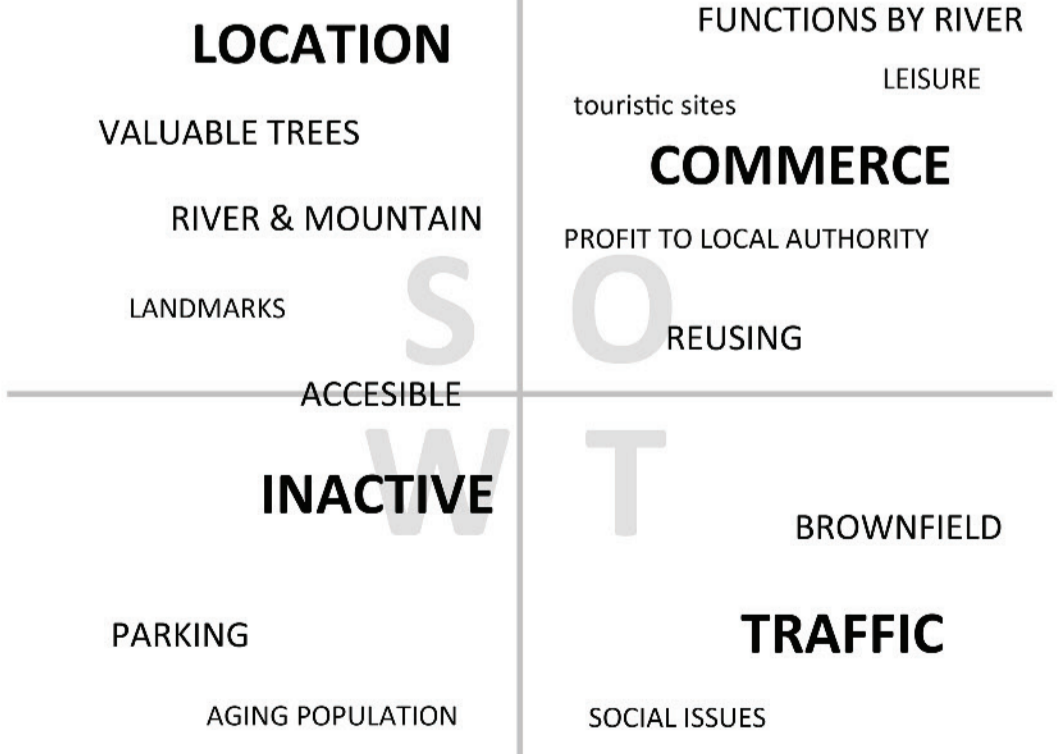 LOCATION
VALUABLE TREES
RIVER & MOUNTAIN
LANDMARKS
ACCESIBLE
S
FUNCTIONS BY RIVER
LEISURE
touristic sites
COMMERCE
PROFIT TO LOCAL AUTHORITY
O
REUSING
W
INACTIVE
PARKING
AGING POPULATION
T
BROWNFIELD
TRAFFIC
SOCIAL ISSUES